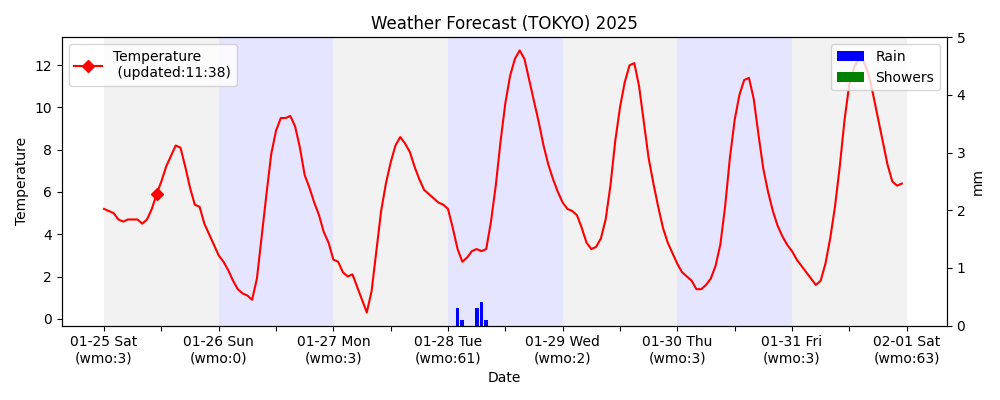 Weather Forecast (TOKYO) 2025
Temperature
(updated:11:38)
Rain
Showers
12
10
8
6
4
2
0
Temperature
5
4
3
2
1
0
mm
01-25 Sat 01-26 Sun 01-27 Mon 01-28 Tue 01-29 Wed 01-30 Thu 01-31 Fri 02-01 Sat
(wmo:3) (wmo:0) (wmo:3) (wmo:61) (wmo:2) (wmo:3) (wmo:3) (wmo:63)
Date